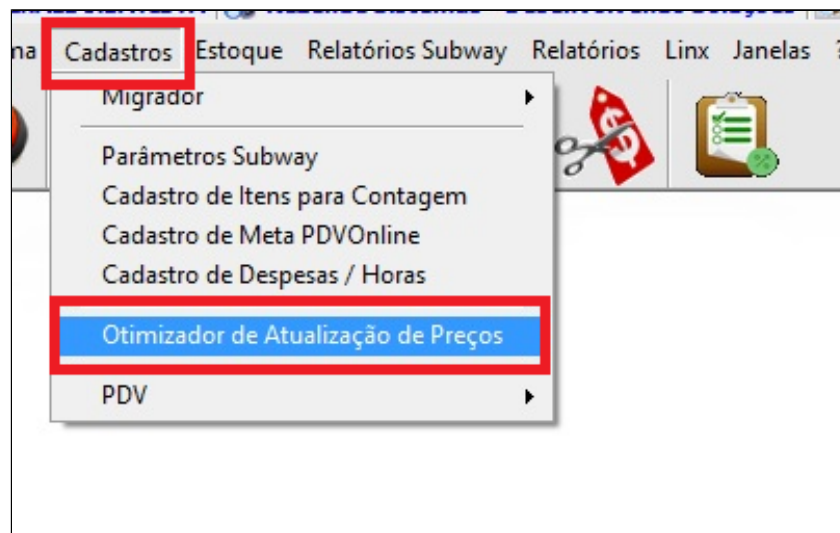 Cadastros Estoque Relatórios Subway Relatórios Linx Janelas
Migrador
Parâmetros Subway
Cadastro de Itens para Contagem
Cadastro de Meta PDVOnline
Cadastro de Despesas / Horas
Otimizador de Atualização de Preços
PDV